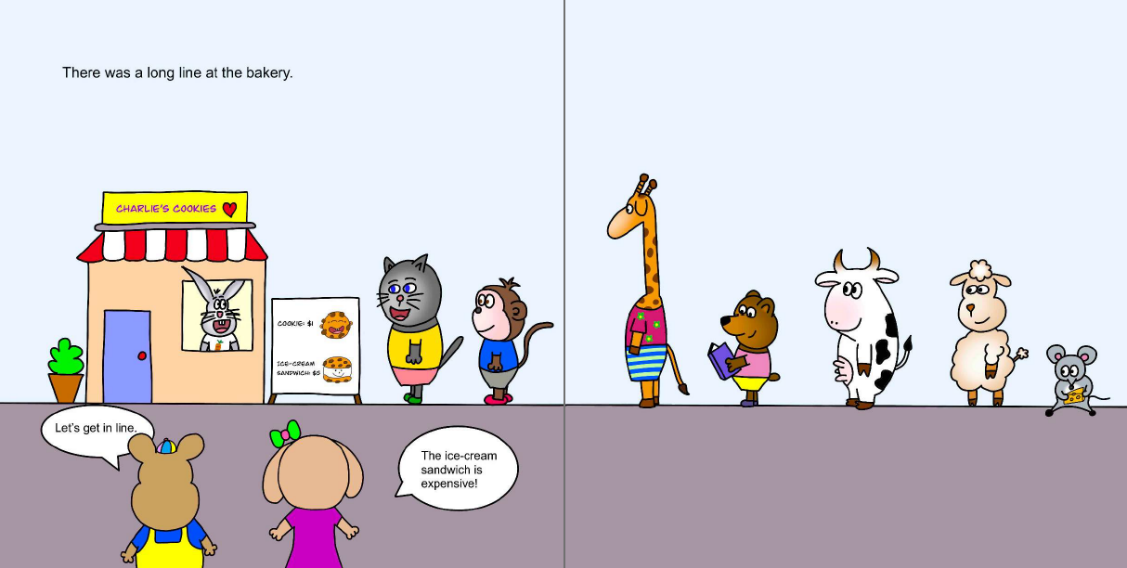 There was a long line at the bakery.
CHARLIE'S COOKIES
COOKIE: $1
ICE-CREAM
SANDWICH: $5
Let's get in line.
The ice-cream
sandwich is
expensive!